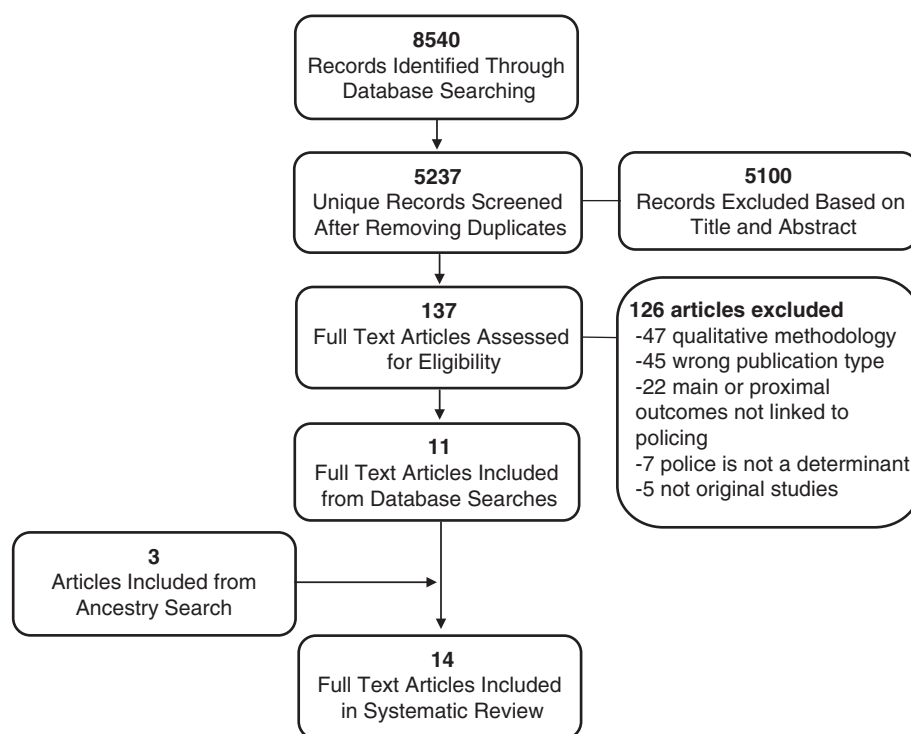 8540
Records Identified Through
Database Searching
5237
Unique Records Screened
After Removing Duplicates
5100
Records Excluded Based on
Title and Abstract
137
Full Text Articles Assessed
for Eligibility
126 articles excluded
-47 qualitative methodology
-45 wrong publication type
-22 main or proximal
outcomes not linked to
policing
-7 police is not a determinant
-5 not original studies
11
Full Text Articles Included
from Database Searches
3
Articles Included from
Ancestry Search
14
Full Text Articles Included
in Systematic Review